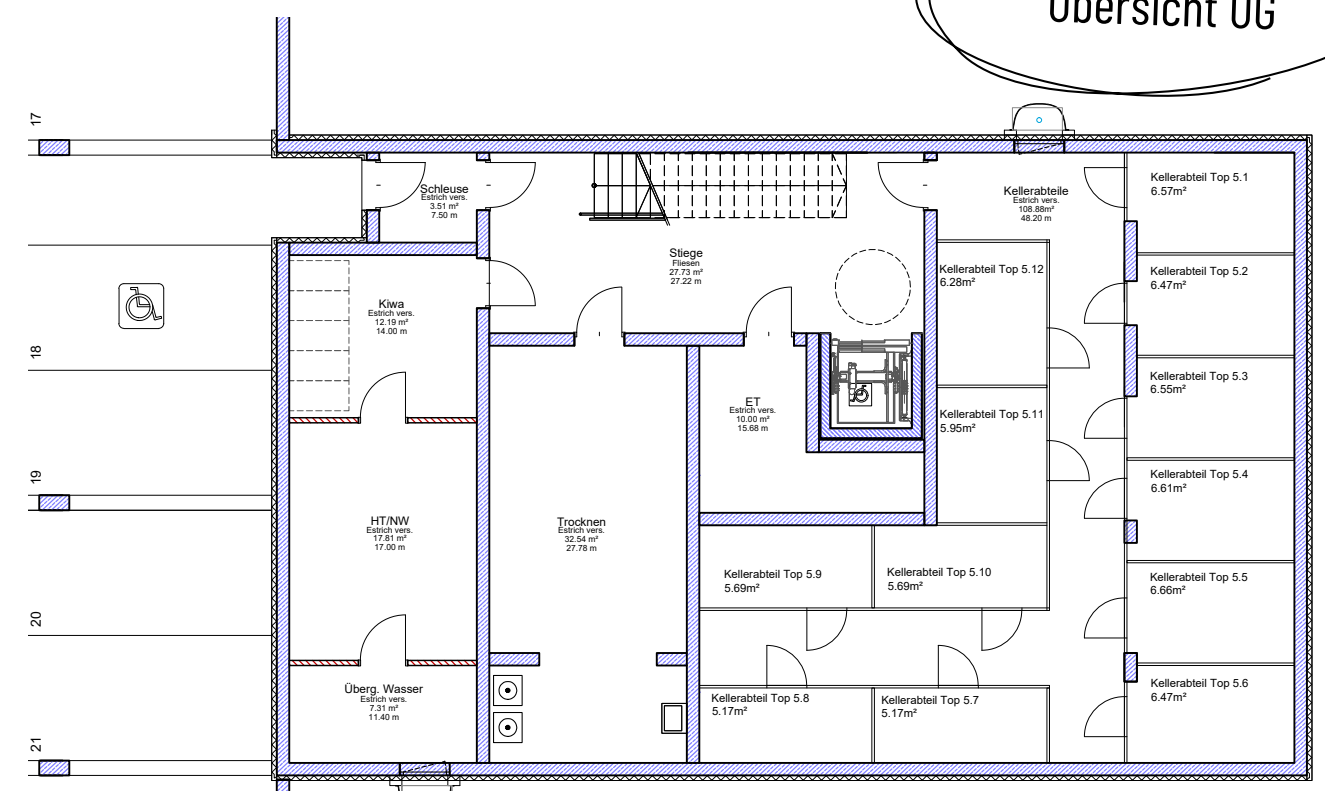 Übersicht UG
17
18
19
20
21
Schleuse
Estrich vers.
3.51 m²
7.50 m
Stiege
Fliesen
27.73 m²
27.22 m
Kellerabteile
Estrich vers.
108.88m²
48.20 m
Kellerabteil Top 5.1
6.57m²
Kellerabteil Top 5.2
6.47m²
Kellerabteil Top 5.3
6.55m²
Kellerabteil Top 5.4
6.61m²
Kellerabteil Top 5.5
6.66m²
Kellerabteil Top 5.6
6.47m²
Kellerabteil Top 5.12
6.28m²
Kellerabteil Top 5.11
5.95m²
Kiwa
Estrich vers.
12.19 m²
14.00 m
ET
Estrich vers.
10.00 m²
15.68 m
HT/NW
Estrich vers.
17.81 m²
17.00 m
Trocknen
Estrich vers.
32.54 m²
27.78 m
Kellerabteil Top 5.9
5.69m²
Kellerabteil Top 5.10
5.69m²
Überg. Wasser
Estrich vers.
7.31 m²
11.40 m
Kellerabteil Top 5.8
5.17m²
Kellerabteil Top 5.7
5.17m²